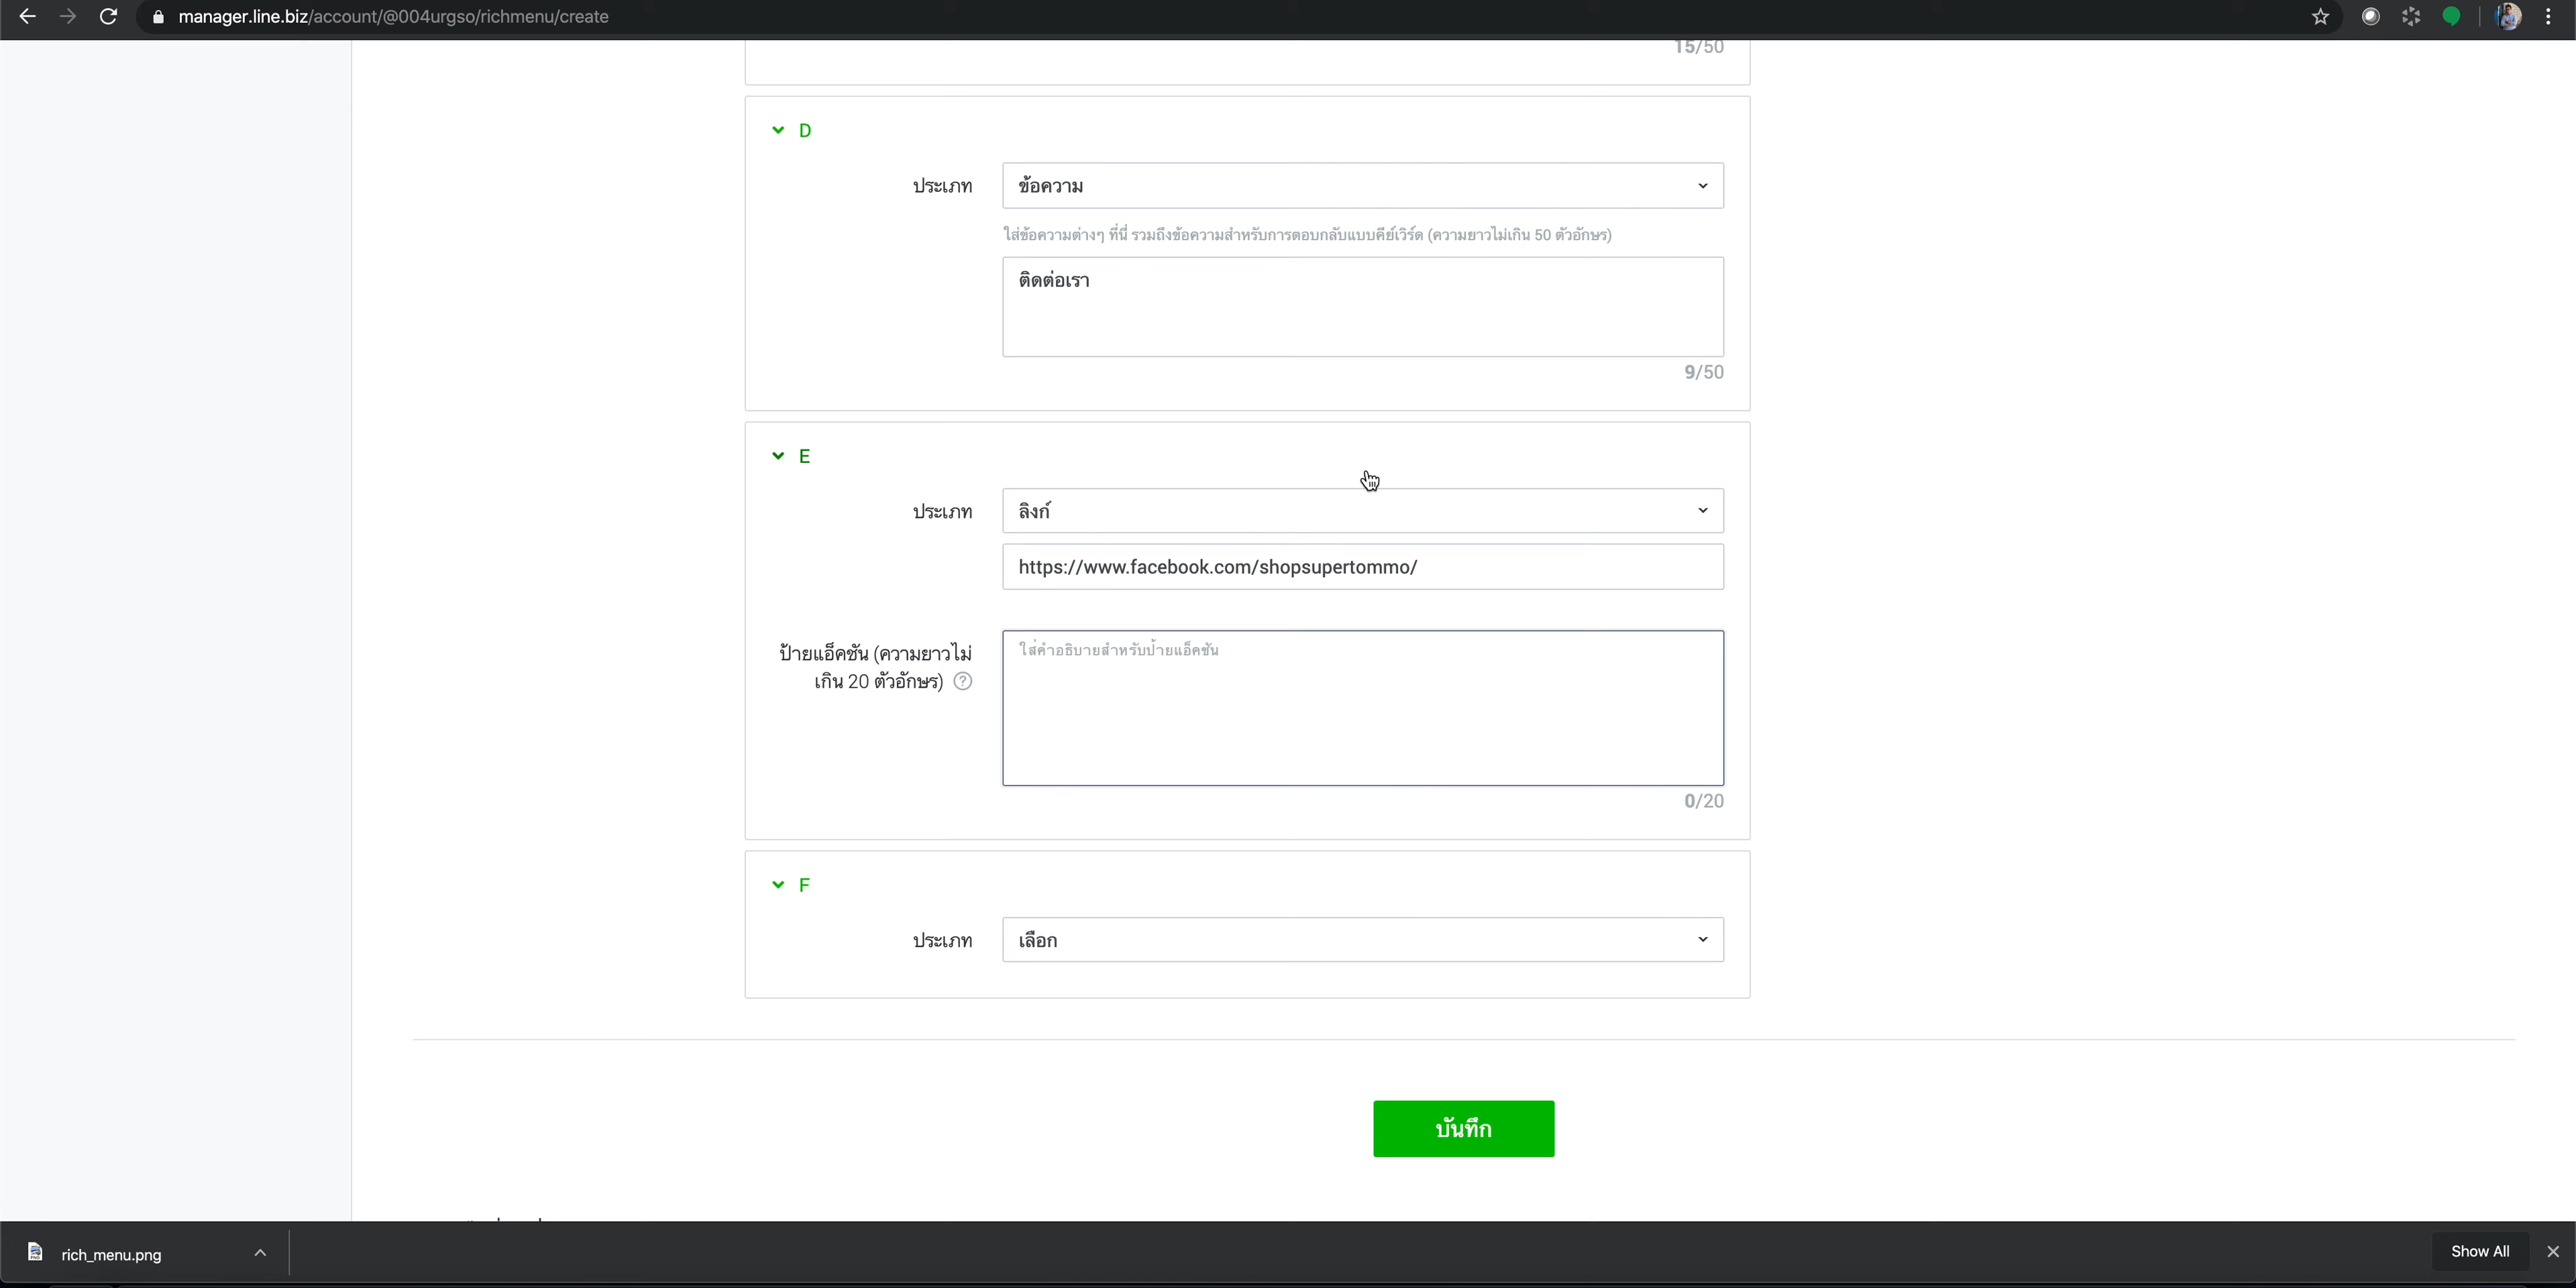 manager.line.biz/account/@004urgso/richmenu/create
15/50
D
ประเภท
ข้อความ
ใส่ข้อความต่างๆ ที่นี่ รวมถึงข้อความสำหรับการตอบกลับแบบคีย์เวิร์ด (ความยาวไม่เกิน 50 ตัวอักษร)
ติดต่อเรา
9/50
E
ประเภท
ลิงก์
https://www.facebook.com/shopsupertommo/
ป้ายแอ็คชัน (ความยาวไม่
เกิน 20 ตัวอักษร)
ใส่คำอธิบายสำหรับป้ายแอ็คชัน
0/20
F
ประเภท
เลือก
บันทึก
rich_menu.png
Show All